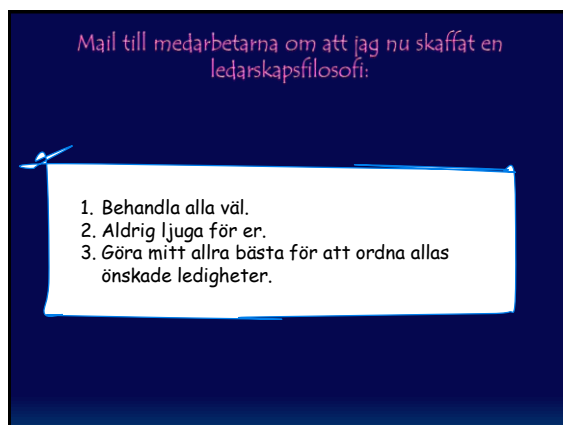 Mail till medarbetarna om att jag nu skaffat en
ledarskapsfilosofi:
1. Behandla alla väl.
2. Aldrig ljuga för er.
3. Göra mitt allra bästa för att ordna allas
önskade ledigheter.